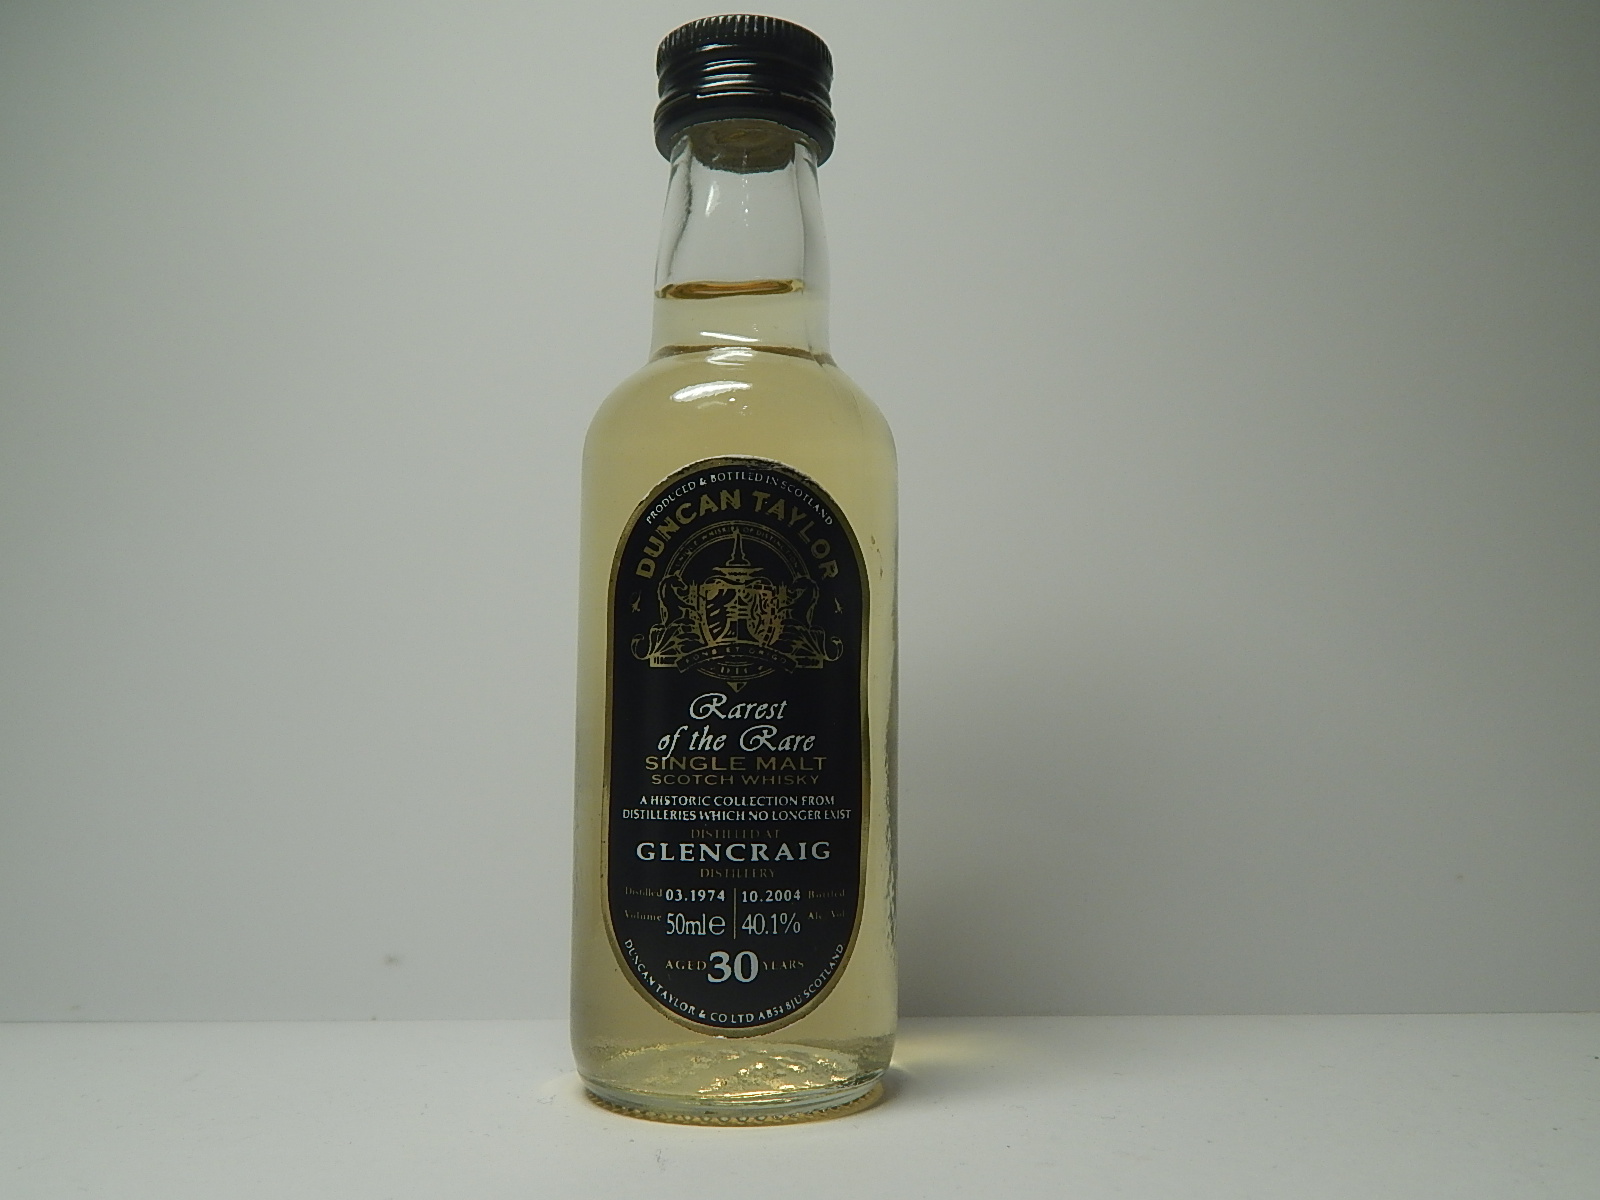 PRODUCED & BOTTLED IN SCOTLAND
DUNCAN TAYLOR
Rarest
of the Rare
SINGLE MALT
SCOTCH WHISKY
A HISTORIC COLLECTION FROM
DISTILLERIES WHICH NO LONGER EXIST
DISTILLED AT
GLENCRAIG
DISTILLERY
Distilled 03.1974 10.2004 Bottled
Volume 50ml℮ 40.1% Alc. Vol
AGED 30 YEARS
DUNCAN TAYLOR & CO LTD AB54 8JU SCOTLAND